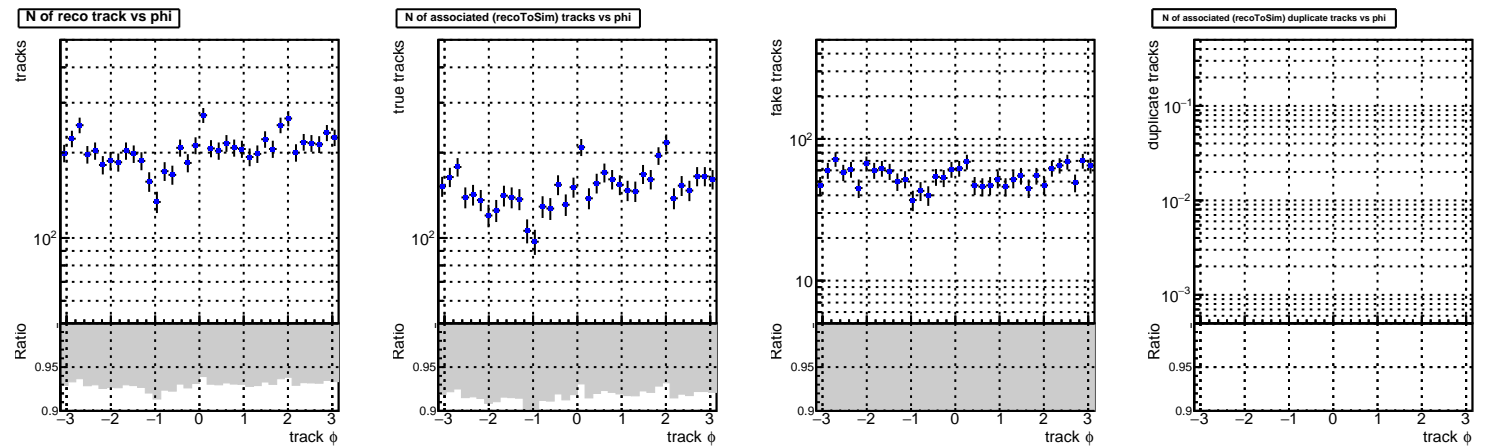 N of reco track vs phi
tracks
10²
Ratio
0.95
0.9
−3 −2 −1 0 1 2 3
track ϕ
N of associated (recoToSim) tracks vs phi
true tracks
10²
Ratio
0.95
0.9
−3 −2 −1 0 1 2 3
track ϕ
fake tracks
10²
10
Ratio
0.95
0.9
−3 −2 −1 0 1 2 3
track ϕ
N of associated (recoToSim) duplicate tracks vs phi
duplicate tracks
10⁻¹
10⁻²
10⁻³
Ratio
0.95
0.9
−3 −2 −1 0 1 2 3
track ϕ